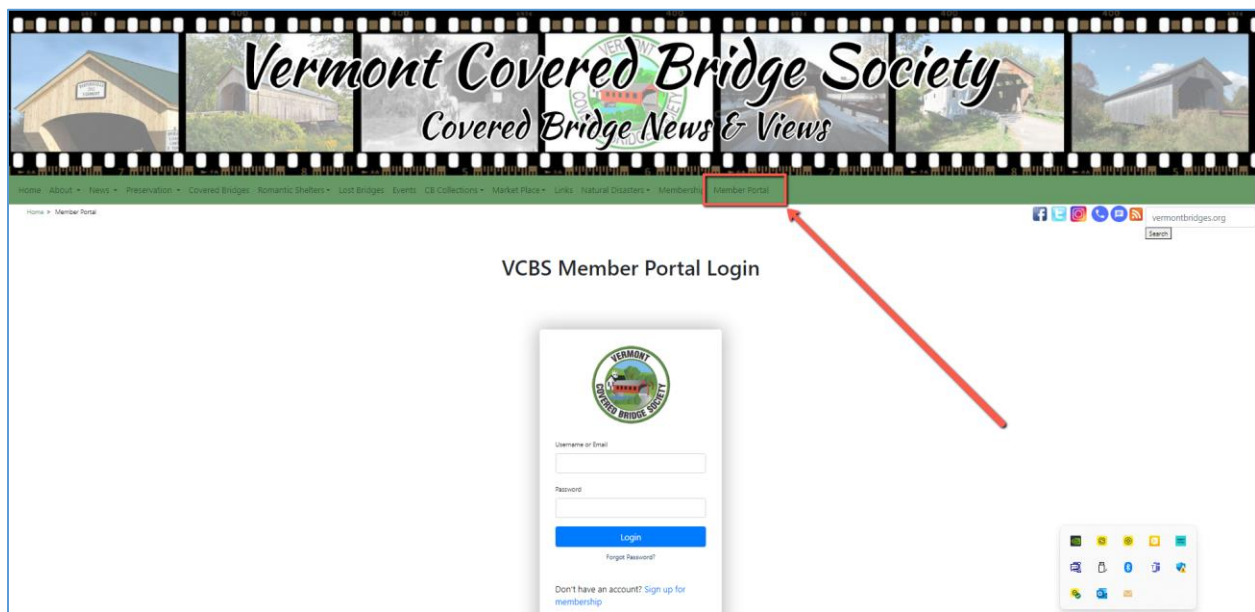 Vermont Covered Bridge Society
Covered Bridge News & Views
Home About News Preservation Covered Bridges Romantic Shelters Lost Bridges Events CB Collections Market Place Links Natural Disasters Membership Member Portal
Home > Member Portal
vermontbridges.org
Search
VCBS Member Portal Login
VERMONT
COVERED BRIDGE SOCIETY
Username or Email
Password
Login
Forgot Password?
Don't have an account? Sign up for
membership